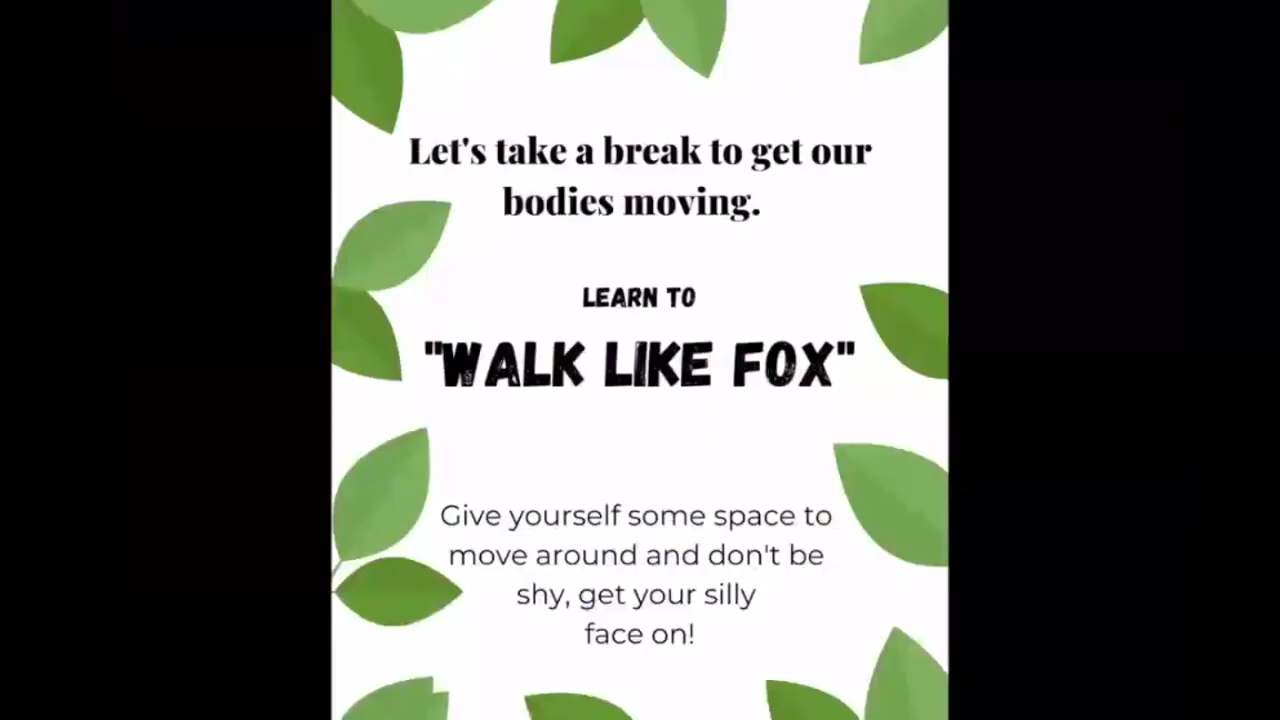 Let's take a break to get our
bodies moving.
LEARN TO
"WALK LIKE FOX"
Give yourself some space to
move around and don't be
shy, get your silly
face on!